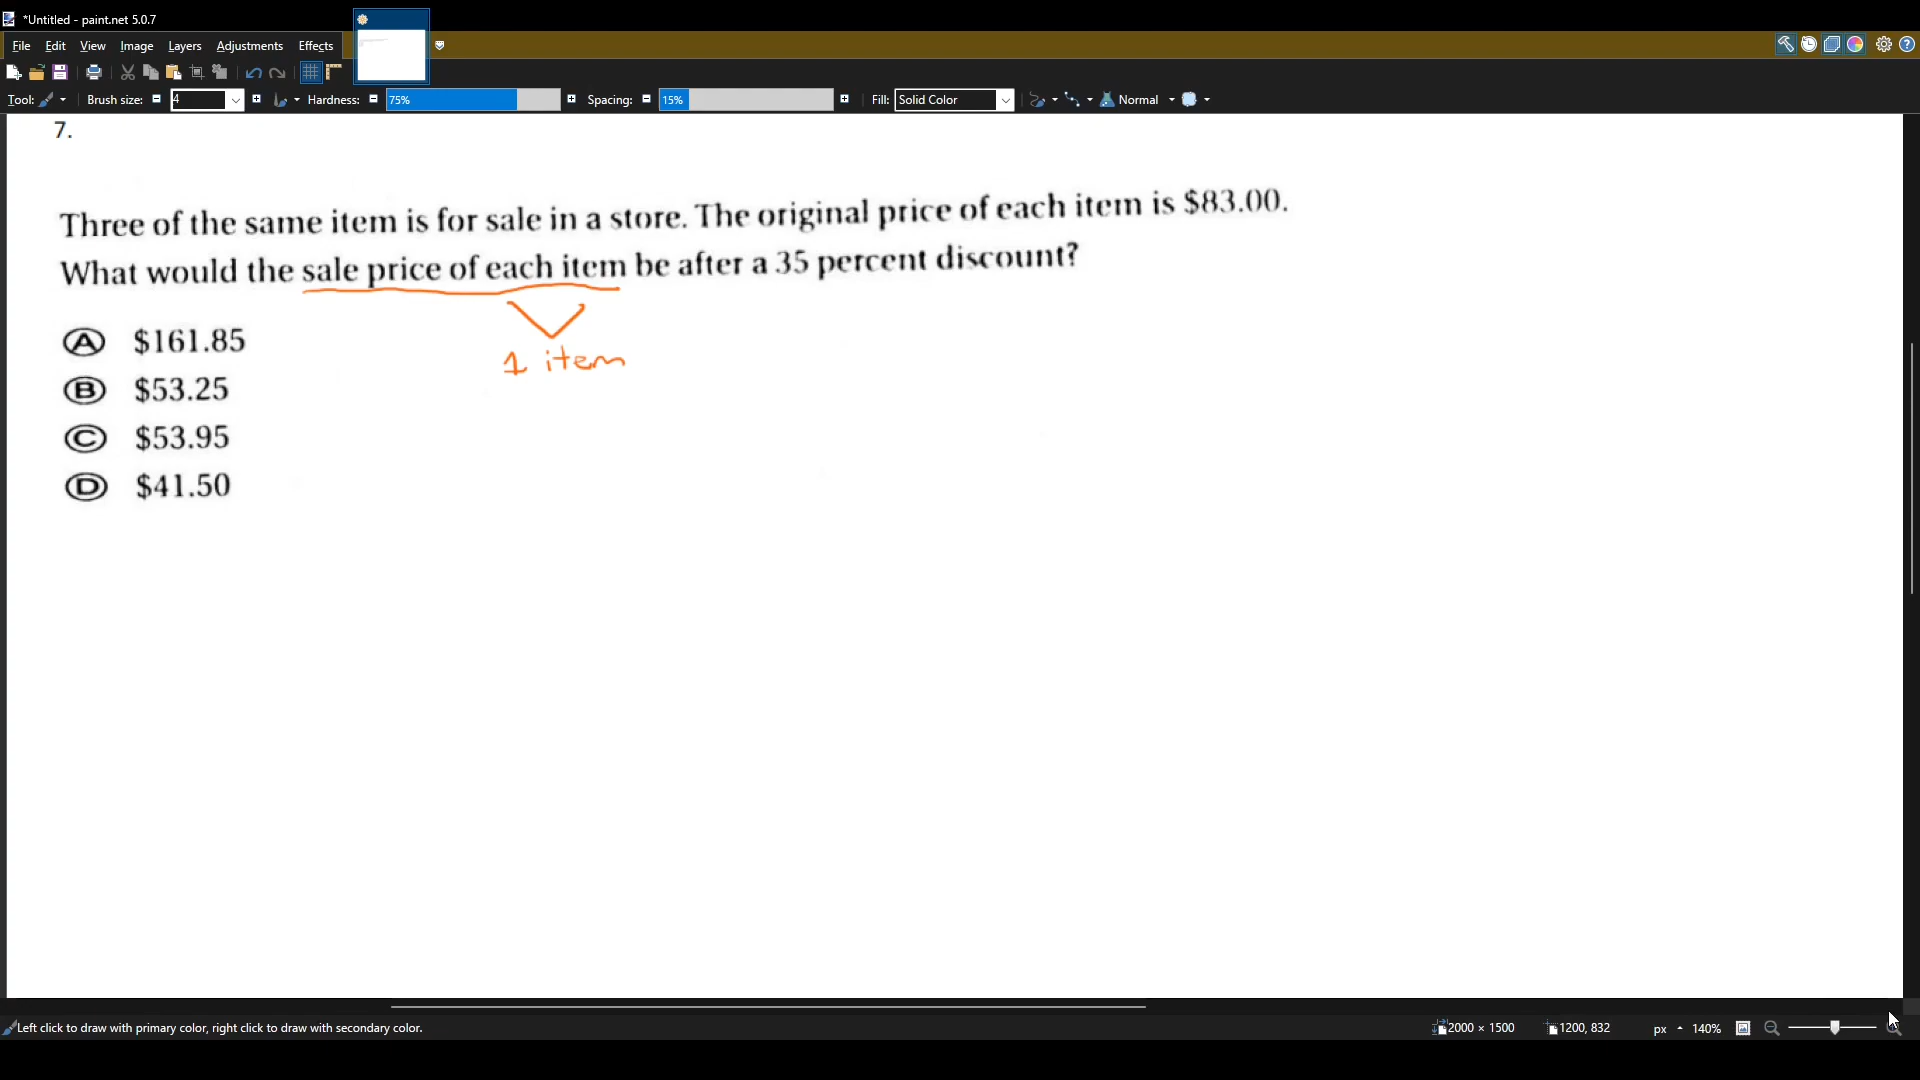 *Untitled - paint.net 5.0.7
File Edit View Image Layers Adjustments Effects
Tool: Brush size: 4 Hardness: 75% Spacing: 15% Fill: Solid Color Normal
7.
Three of the same item is for sale in a store. The original price of each item is $83.00.
What would the sale price of each item be after a 35 percent discount?
1 item
A $161.85
B $53.25
C $53.95
D $41.50
Left click to draw with primary color, right click to draw with secondary color. 2000 × 1500 1200, 832 px 140%